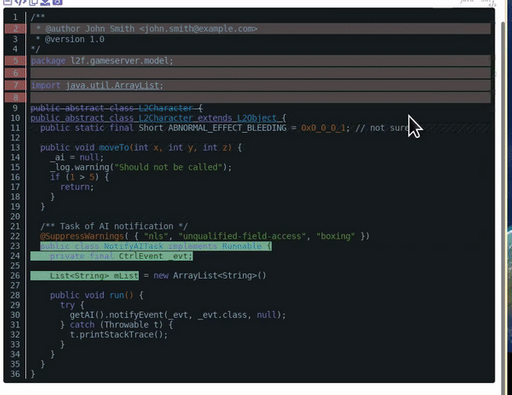 1 /**
2 * @author John Smith <john.smith@example.com>
3 * @version 1.0
4 */
5 package l2f.gameserver.model;
6
7 import java.util.ArrayList;
8
9 public abstract class L2Character {
10 public abstract class L2Character extends L2Object {
11 public static final Short ABNORMAL_EFFECT_BLEEDING = 0x0_0_0_1; // not sure
12
13 public void moveTo(int x, int y, int z) {
14 _ai = null;
15 _log.warning("Should not be called");
16 if (1 > 5) {
17 return;
18 }
19 }
20
21 /** Task of AI notification */
22 @SuppressWarnings( { "nls", "unqualified-field-access", "boxing" })
23 public class NotifyAITask implements Runnable {
24 private final CtrlEvent _evt;
25
26 List<String> mList = new ArrayList<String>()
27
28 public void run() {
29 try {
30 getAI().notifyEvent(_evt, _evt.class, null);
31 } catch (Throwable t) {
32 t.printStackTrace();
33 }
34 }
35 }
36 }